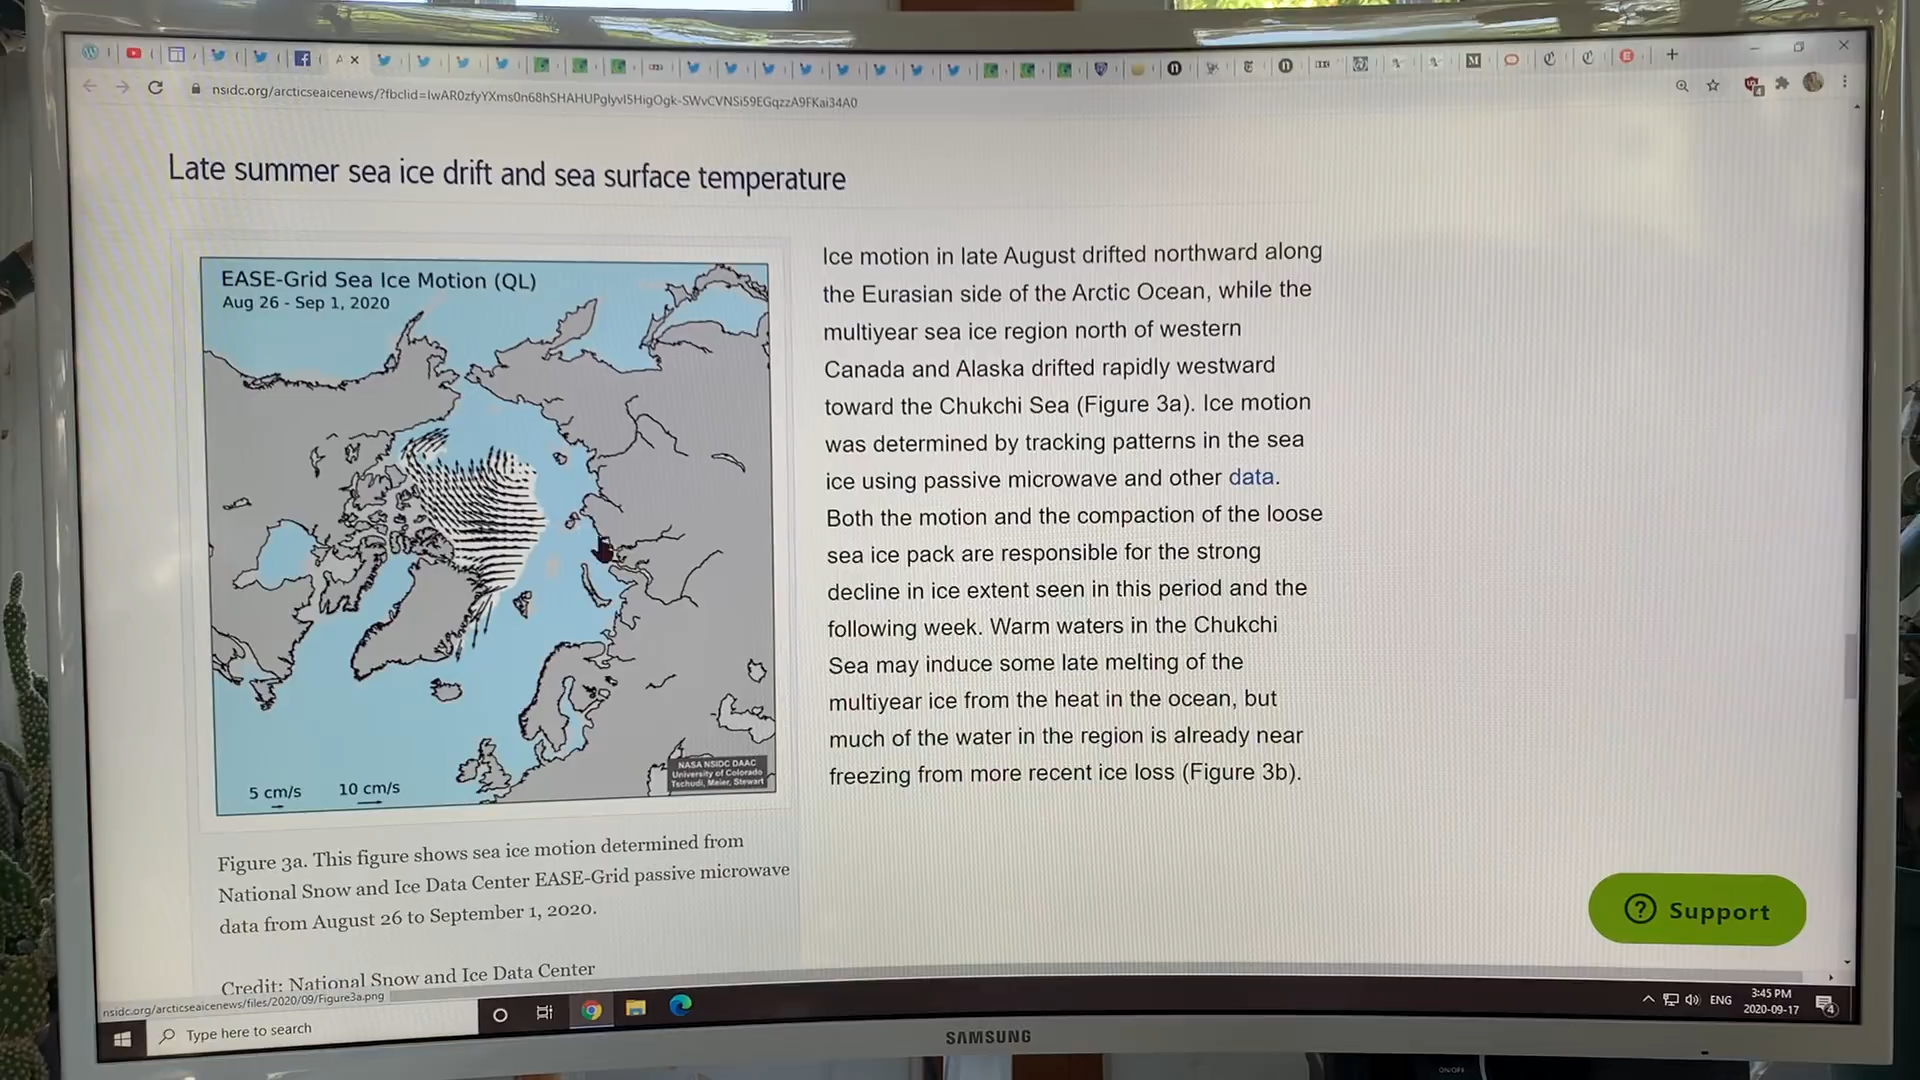 nsidc.org/arcticseaicenews/?fbclid=IwAR0zfyYXms0n68hSHAHUPglyvI5HigOgk-SWvCVNSi59EGqzzA9FKai34A0
Late summer sea ice drift and sea surface temperature
EASE-Grid Sea Ice Motion (QL)
Aug 26 - Sep 1, 2020
NASA NSIDC DAAC
University of Colorado
Tschudi, Meier, Stewart
5 cm/s 10 cm/s
Figure 3a. This figure shows sea ice motion determined from
National Snow and Ice Data Center EASE-Grid passive microwave
data from August 26 to September 1, 2020.
Credit: National Snow and Ice Data Center
Ice motion in late August drifted northward along
the Eurasian side of the Arctic Ocean, while the
multiyear sea ice region north of western
Canada and Alaska drifted rapidly westward
toward the Chukchi Sea (Figure 3a). Ice motion
was determined by tracking patterns in the sea
ice using passive microwave and other data.
Both the motion and the compaction of the loose
sea ice pack are responsible for the strong
decline in ice extent seen in this period and the
following week. Warm waters in the Chukchi
Sea may induce some late melting of the
multiyear ice from the heat in the ocean, but
much of the water in the region is already near
freezing from more recent ice loss (Figure 3b).
Support
nsidc.org/arcticseaicenews/files/2020/09/Figure3a.png
Type here to search
ENG
3:45 PM
2020-09-17
4
SAMSUNG
ON/OFF